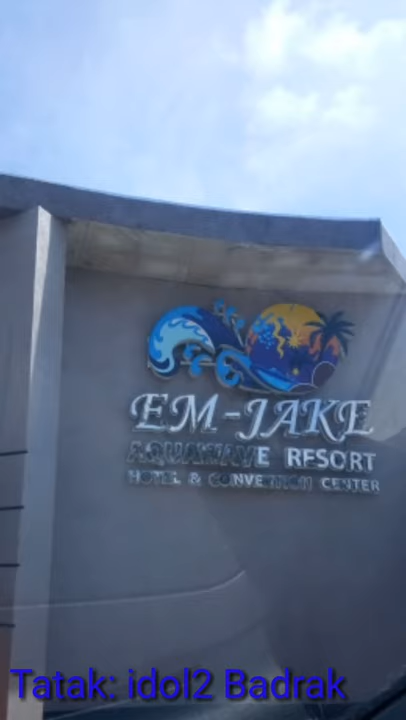 EM-JAKE
AQUAWAVE RESORT
HOTEL & CONVENTION CENTER
Tatak: idol2 Badrak